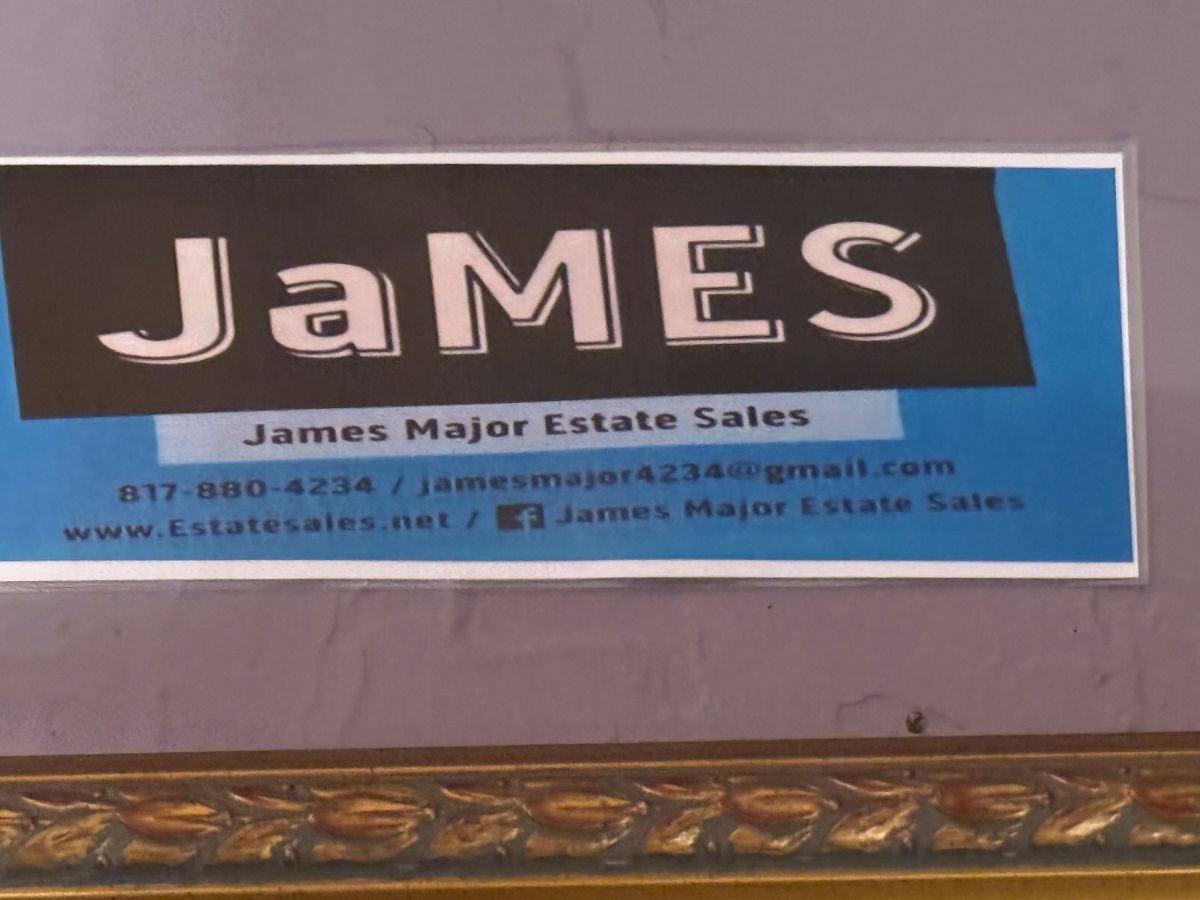 JaMES
James Major Estate Sales
817-880-4234 / jamesmajor4234@gmail.com
www.Estatesales.net / James Major Estate Sales